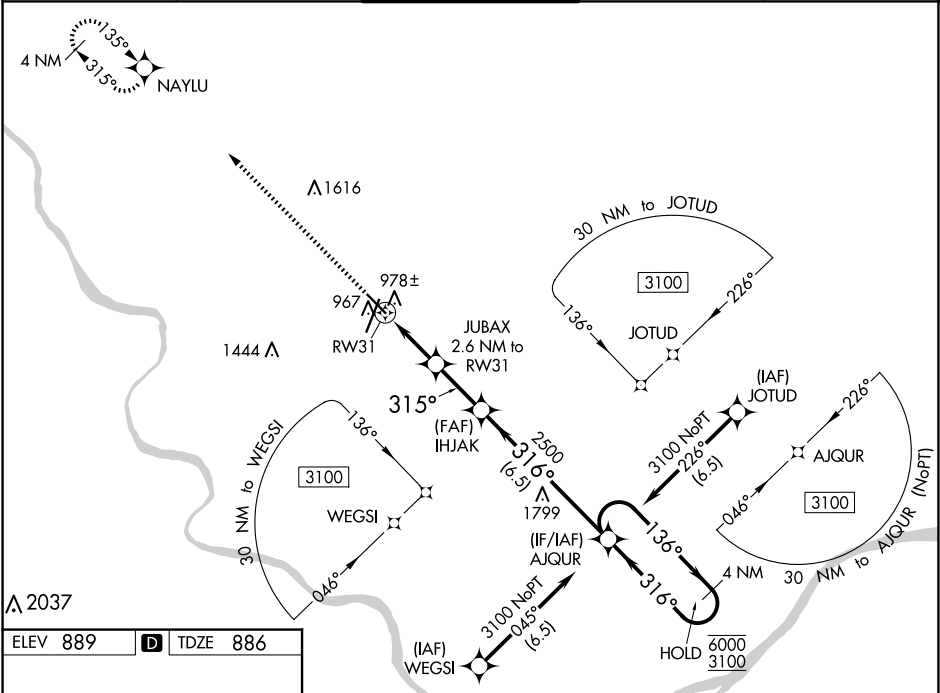 135°
4 NM
315°
NAYLU
1616
30 NM to JOTUD
3100
136°
226°
JOTUD
978±
967
RW31
JUBAX
2.6 NM to
RW31
1444
315°
(FAF)
IHJAK
(IAF)
JOTUD
226°
AJQUR
046°
3100
30 NM to AJQUR (NoPT)
30 NM to WEGSI
136°
3100
WEGSI
046°
2500
316°
(6.5)
3100 NoPT
226°
(6.5)
1799
(IF/IAF)
AJQUR
136°
316°
4 NM
HOLD
6000
3100
3100 NoPT
045°
(6.5)
(IAF)
WEGSI
2037
ELEV 889 D TDZE 886